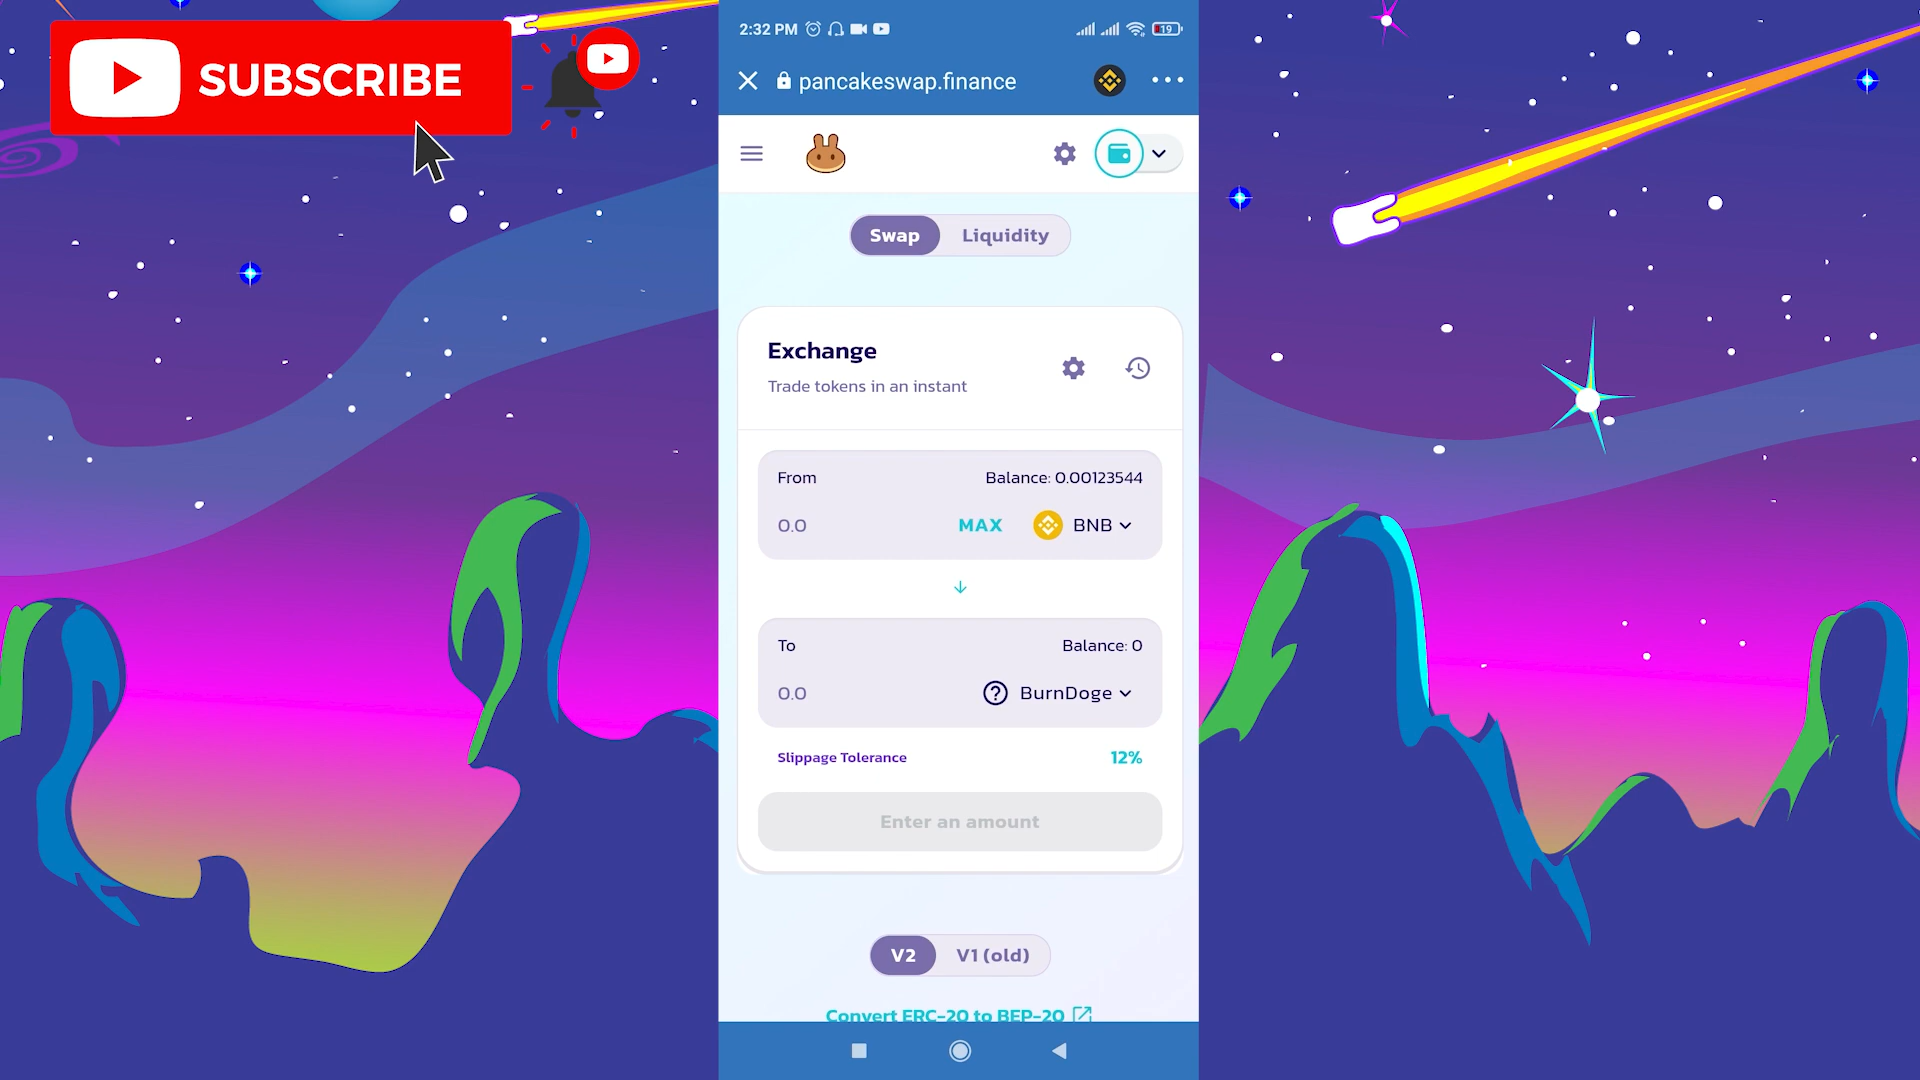 SUBSCRIBE
2:32 PM
19
pancakeswap.finance
Swap
Liquidity
Exchange
Trade tokens in an instant
From
Balance: 0.00123544
0.0
MAX
BNB
To
Balance: 0
0.0
BurnDoge
Slippage Tolerance
12%
Enter an amount
V2
V1 (old)
Convert ERC-20 to BEP-20